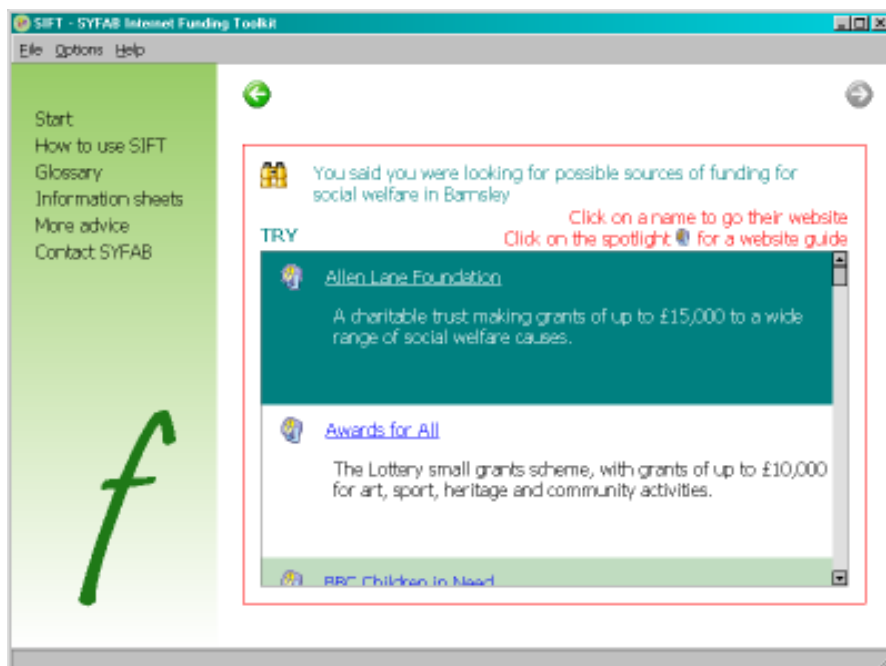 SIFT - SYFAB Internet Funding Toolkit
File Options Help
Start
How to use SIFT
Glossary
Information sheets
More advice
Contact SYFAB
You said you were looking for possible sources of funding for
social welfare in Barnsley
Click on a name to go their website
TRY
Click on the spotlight for a website guide
Allen Lane Foundation
A charitable trust making grants of up to £15,000 to a wide
range of social welfare causes.
Awards for All
The Lottery small grants scheme, with grants of up to £10,000
for art, sport, heritage and community activities.
BBC Children in Need
f